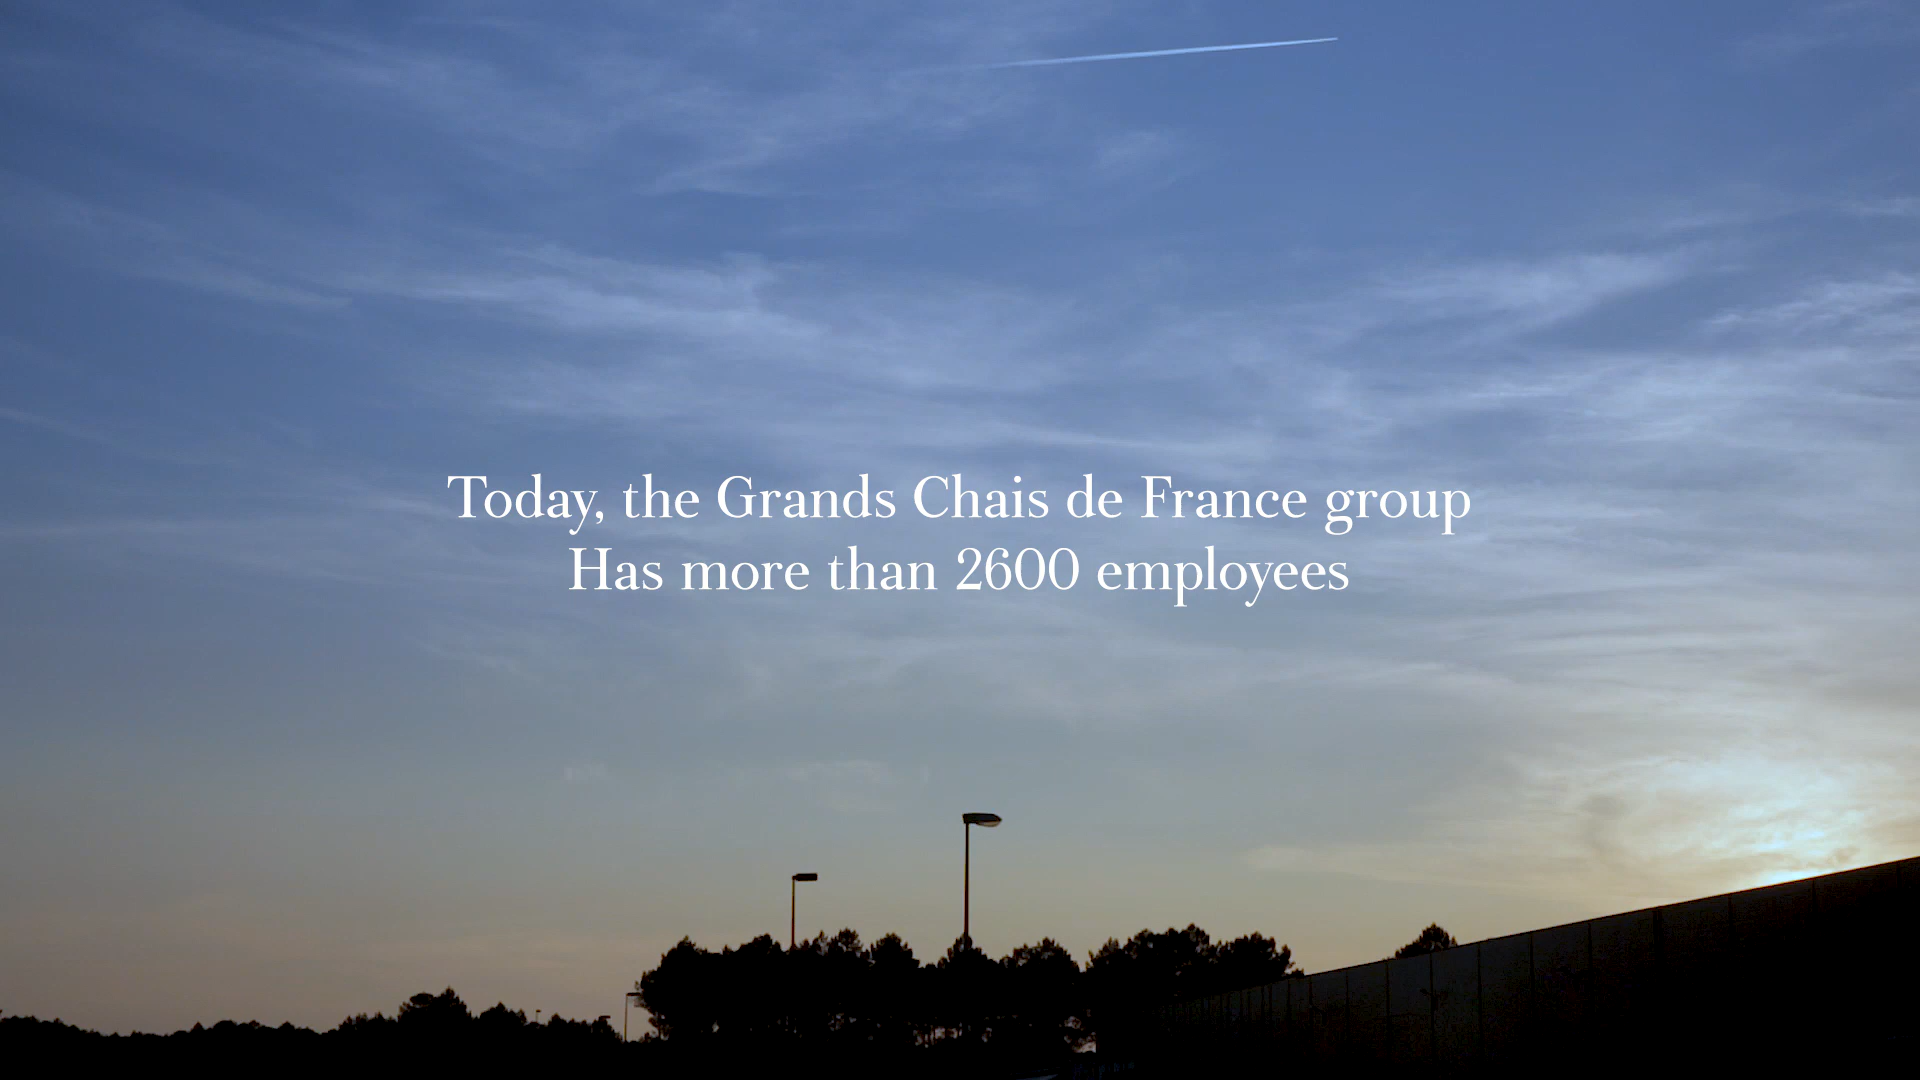 Today, the Grands Chais de France group
Has more than 2600 employees